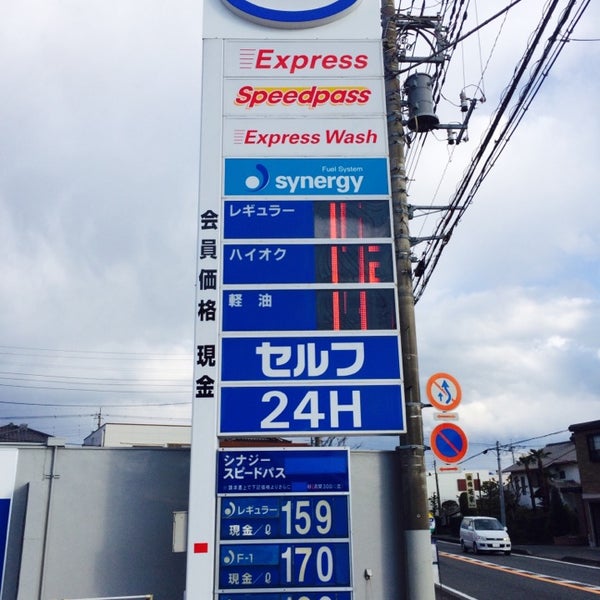 Express
Speedpass
Express Wash
Fuel System
synergy
会員価格 現金
レギュラー
ハイオク
軽油
セルフ
24H
シナジー
スピードパス
レギュラー
現金/ℓ 159
F-1
現金/ℓ 170